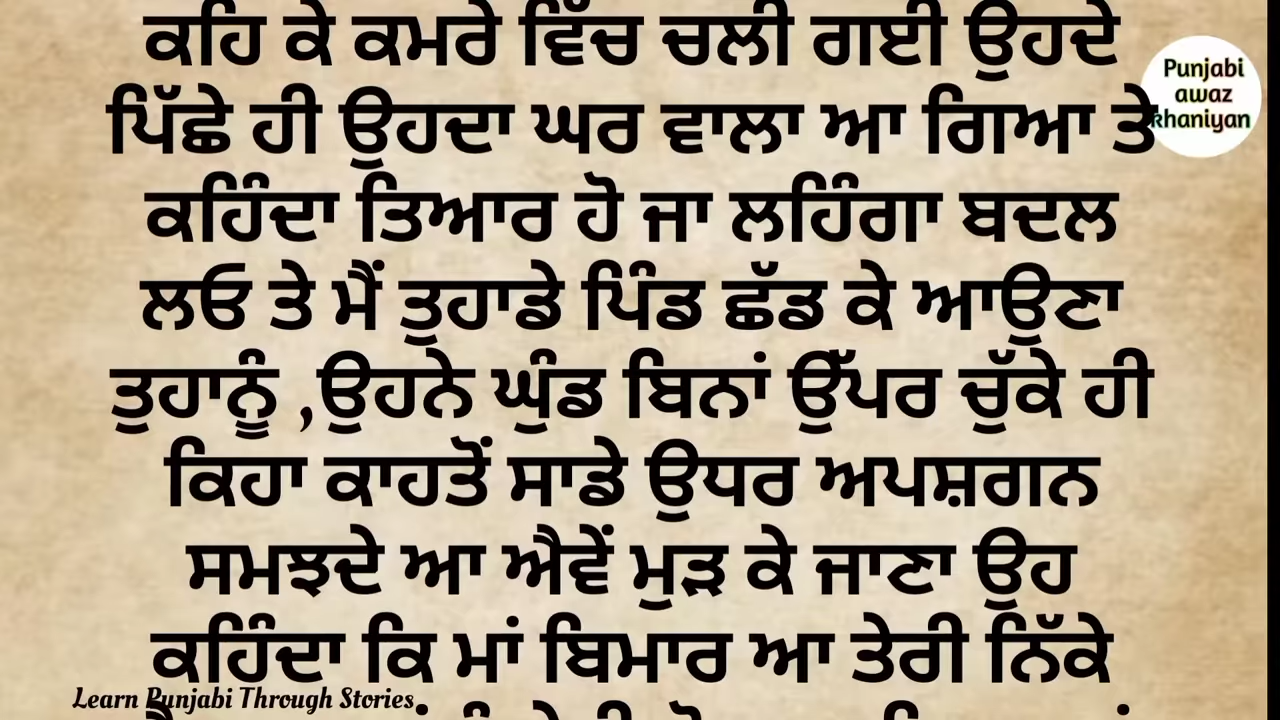 ਕਹਿ ਕੇ ਕਮਰੇ ਵਿੱਚ ਚਲੀ ਗਈ ਉਹਦੇ
ਪਿੱਛੇ ਹੀ ਉਹਦਾ ਘਰ ਵਾਲਾ ਆ ਗਿਆ ਤੇ
ਕਹਿੰਦਾ ਤਿਆਰ ਹੋ ਜਾ ਲਹਿੰਗਾ ਬਦਲ
ਲਓ ਤੇ ਮੈਂ ਤੁਹਾਡੇ ਪਿੰਡ ਛੱਡ ਕੇ ਆਉਣਾ
ਤੁਹਾਨੂੰ ,ਉਹਨੇ ਘੁੰਡ ਬਿਨਾਂ ਉੱਪਰ ਚੁੱਕੇ ਹੀ
ਕਿਹਾ ਕਾਹਤੋਂ ਸਾਡੇ ਉਧਰ ਅਪਸ਼ਗਨ
ਸਮਝਦੇ ਆ ਐਵੇਂ ਮੁੜ ਕੇ ਜਾਣਾ ਉਹ
ਕਹਿੰਦਾ ਕਿ ਮਾਂ ਬਿਮਾਰ ਆ ਤੇਰੀ ਨਿੱਕੇ
Punjabi
awaz
khaniyan
Learn Punjabi Through Stories